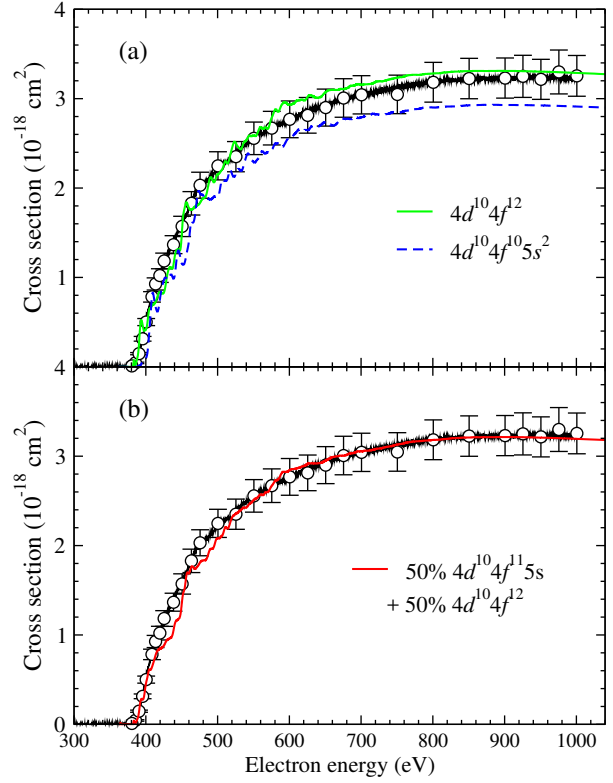 4
(a)
3
2
1
Cross section (10⁻¹⁸ cm²)
4d¹⁰4f¹²
4d¹⁰4f¹⁰5s²
4
(b)
3
2
1
0
Cross section (10⁻¹⁸ cm²)
50% 4d¹⁰4f¹¹5s
+ 50% 4d¹⁰4f¹²
300 400 500 600 700 800 900 1000
Electron energy (eV)